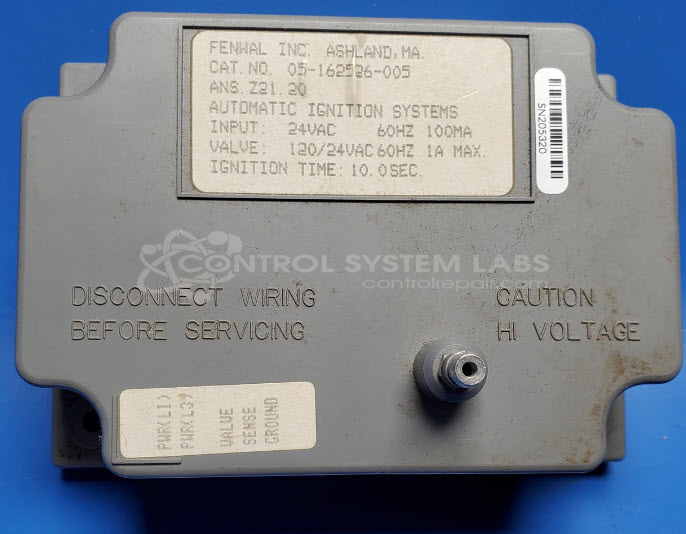 FENWAL INC. ASHLAND, MA.
CAT. NO. 05-162526-005
ANS. Z21.20
AUTOMATIC IGNITION SYSTEMS
INPUT: 24VAC 60HZ 100MA
VALVE: 120/24VAC 60HZ 1A MAX.
IGNITION TIME: 10.0SEC.
SN205320
CONTROL SYSTEM LABS
controlrepair.com
DISCONNECT WIRING
BEFORE SERVICING
CAUTION
HI VOLTAGE
PWR(L1)
PWR(L3)
VALVE
SENSE
GROUND